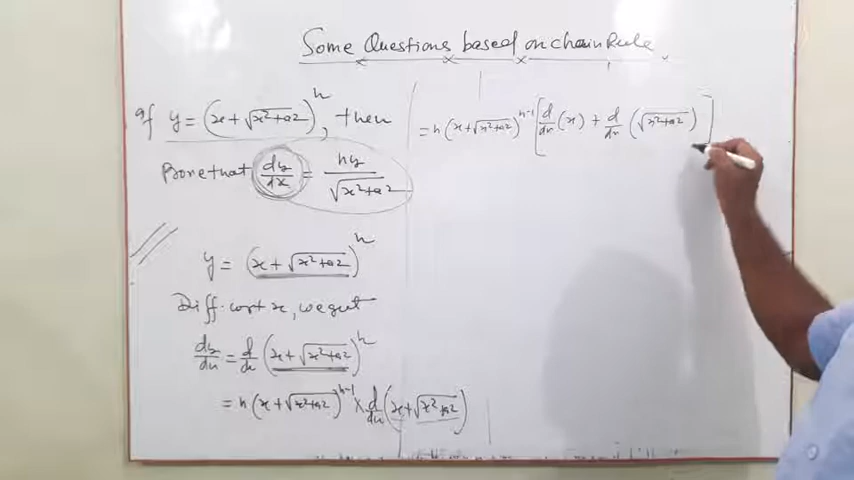 Some Questions based on chain Rule
If y = (x + √x²+a2)ⁿ, then
Prove that dy/dx = ny/√x²+a2
y = (x + √x²+a2)ⁿ
Diff. w.r.t x, we get
dy/dx = d/dx (x + √x²+a2)ⁿ
= n (x + √x²+a2)ⁿ⁻¹ × d/dx (x + √x²+a2)
= n (x + √x²+a2)ⁿ⁻¹ [d/dx (x) + d/dx (√x²+a2)]